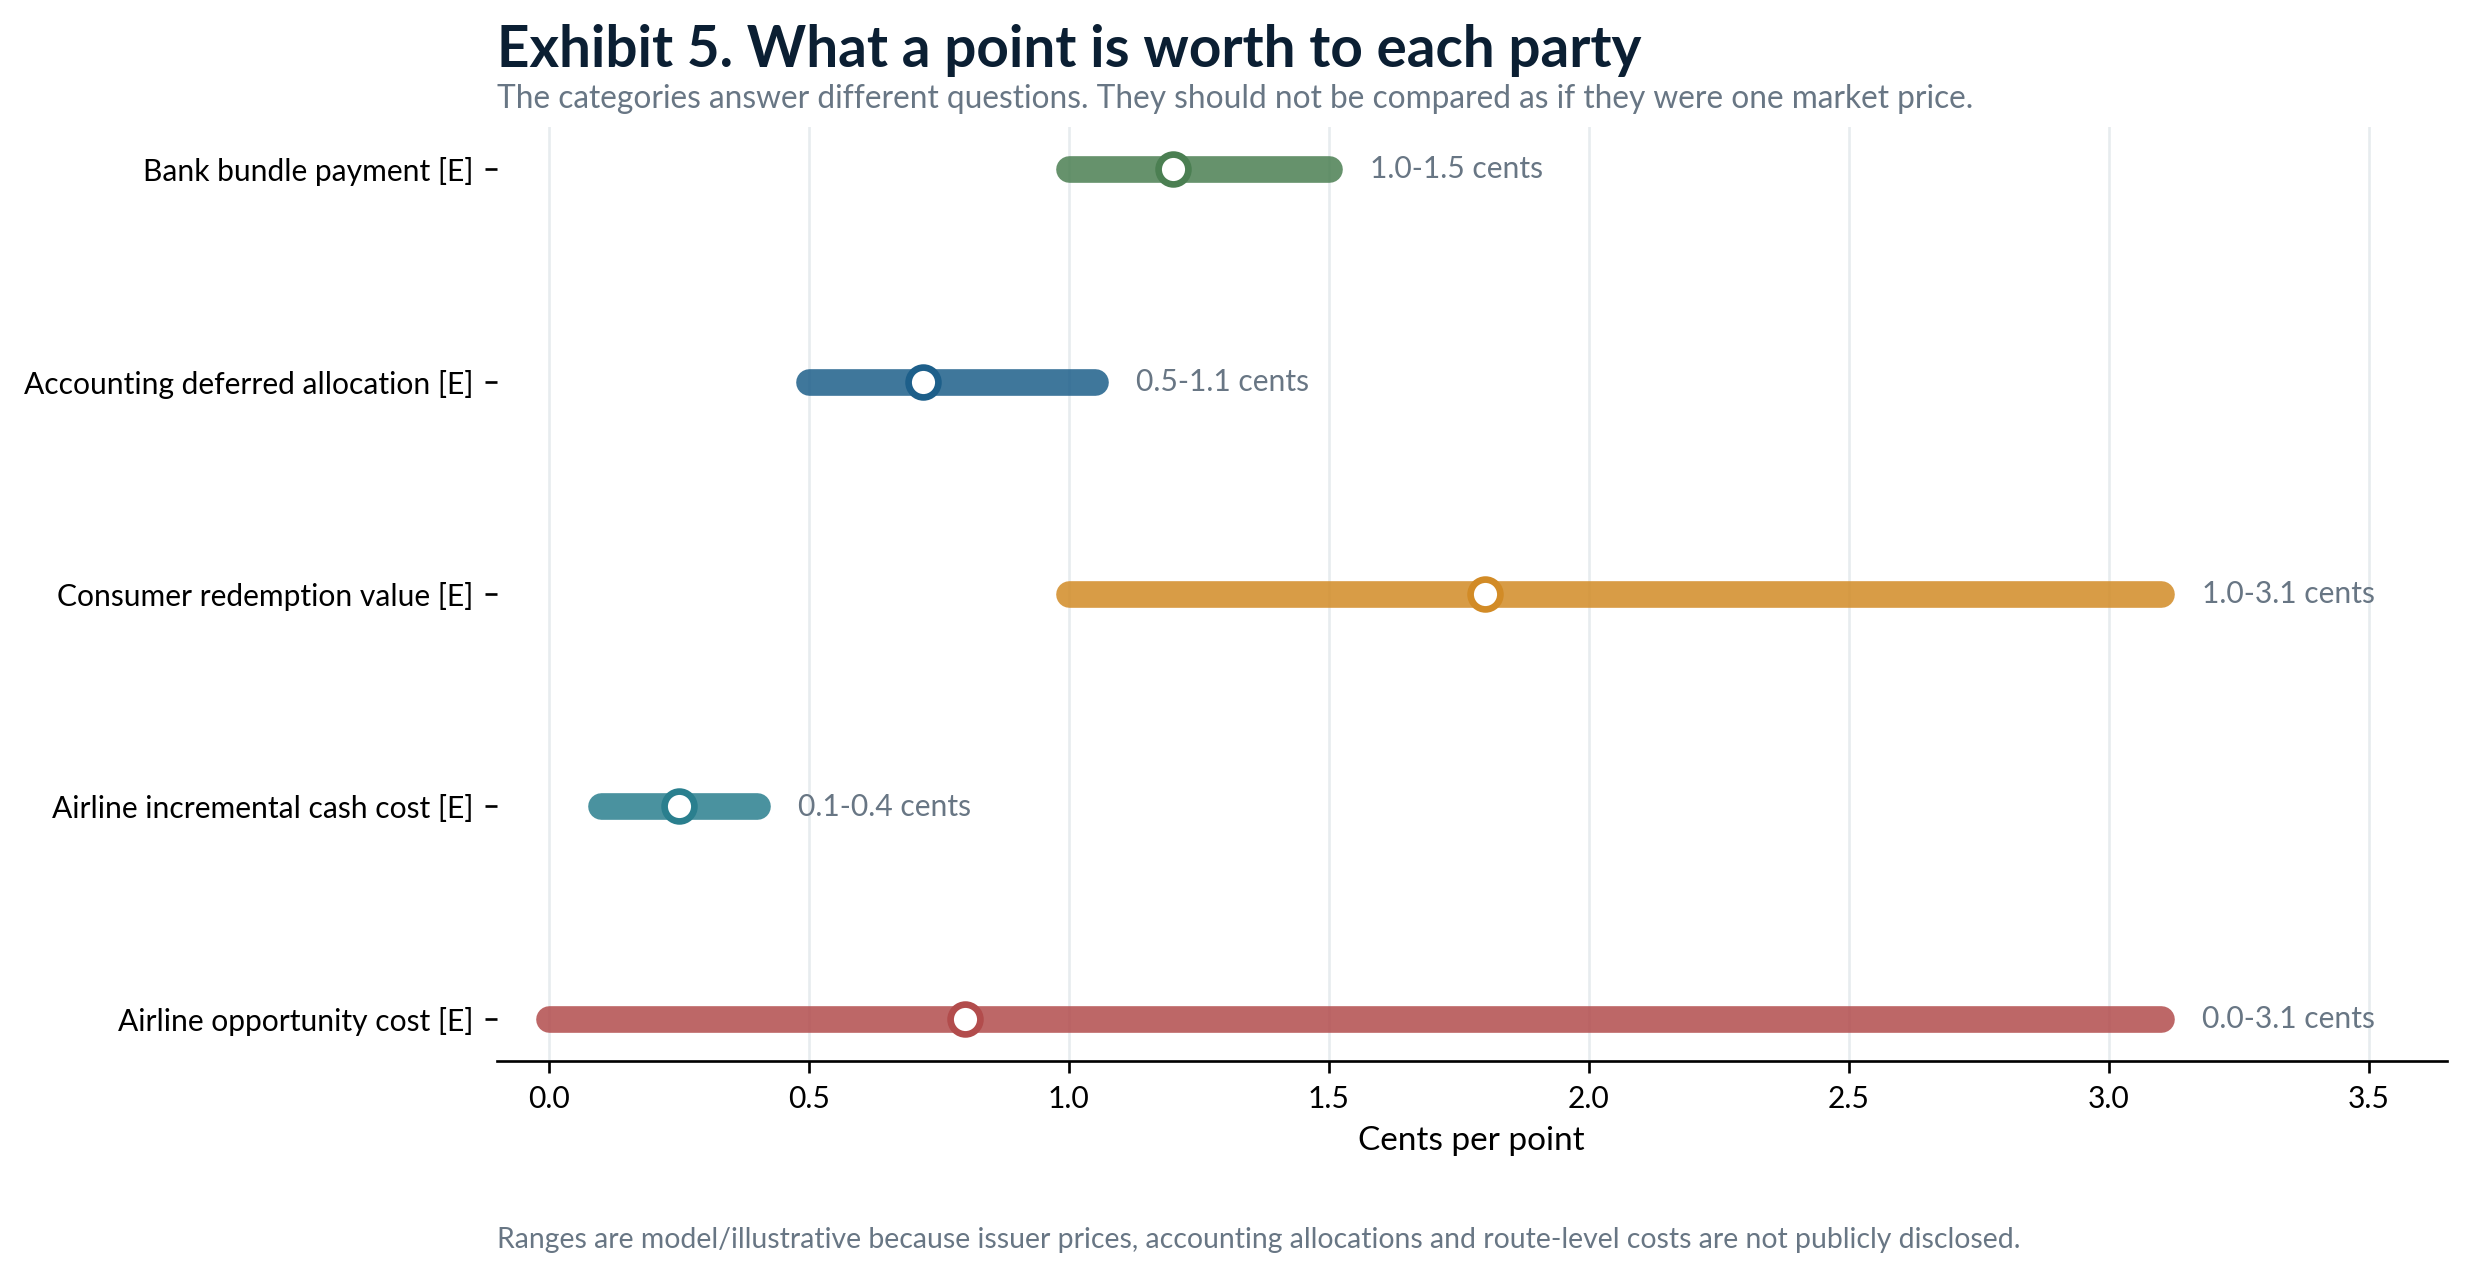 Exhibit 5. What a point is worth to each party
The categories answer different questions. They should not be compared as if they were one market price.
Bank bundle payment [E]
1.0-1.5 cents
Accounting deferred allocation [E]
0.5-1.1 cents
Consumer redemption value [E]
1.0-3.1 cents
Airline incremental cash cost [E]
0.1-0.4 cents
Airline opportunity cost [E]
0.0-3.1 cents
0.0 0.5 1.0 1.5 2.0 2.5 3.0 3.5
Cents per point
Ranges are model/illustrative because issuer prices, accounting allocations and route-level costs are not publicly disclosed.